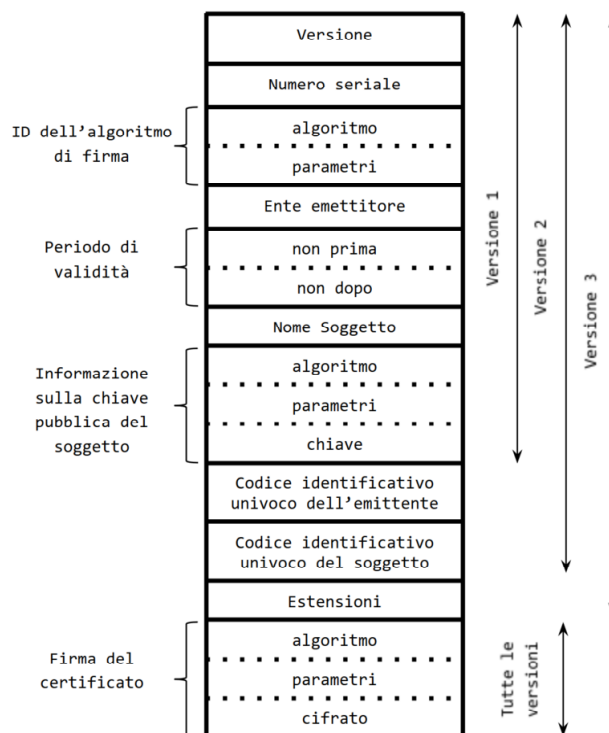 Versione
Numero seriale
ID dell'algoritmo
di firma
algoritmo
parametri
Ente emettitore
Periodo di
validità
non prima
non dopo
Nome Soggetto
Informazione
sulla chiave
pubblica del
soggetto
algoritmo
parametri
chiave
Codice identificativo
univoco dell'emittente
Codice identificativo
univoco del soggetto
Estensioni
Firma del
certificato
algoritmo
parametri
cifrato
Versione 1
Versione 2
Versione 3
Tutte le
versioni